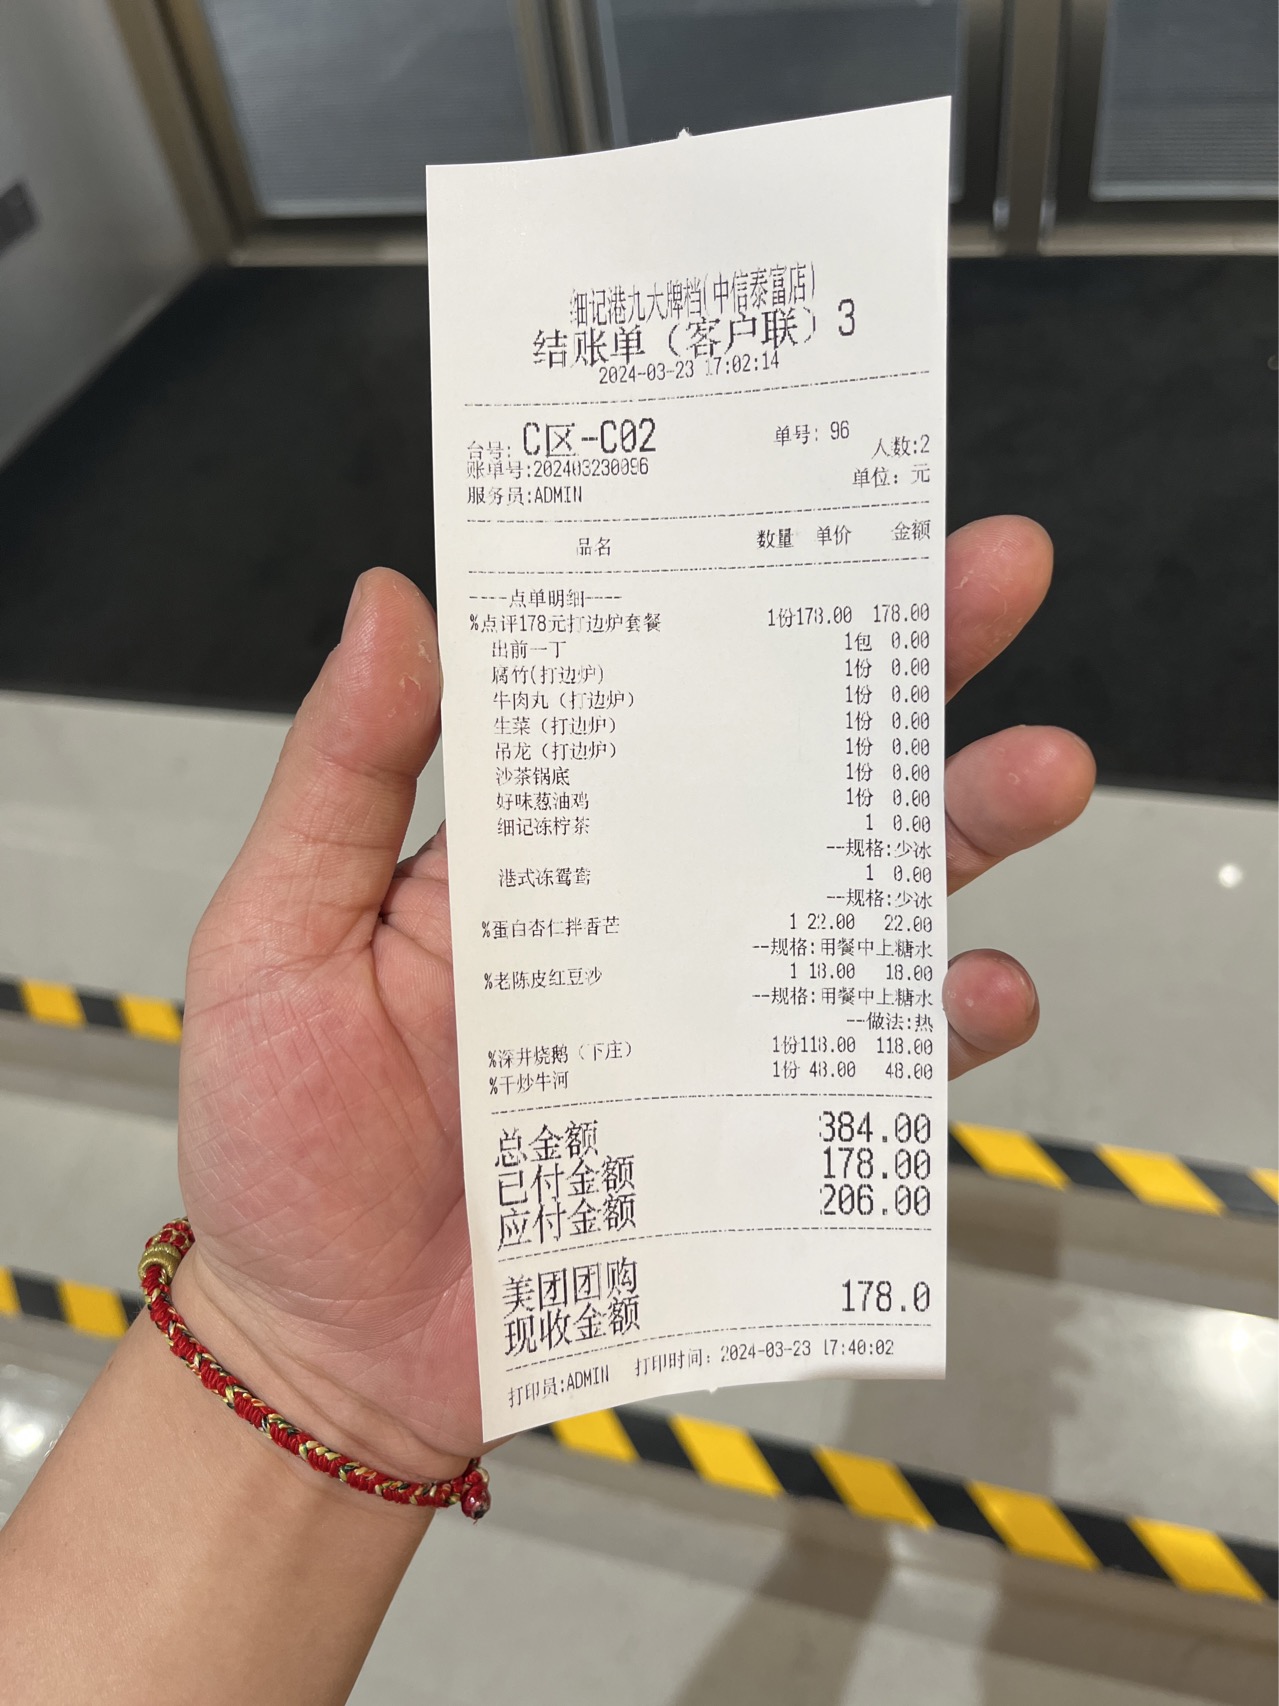 细记港九大牌档(中信泰富店)
结账单（客户联）3
2024-03-23 17:02:14
台号: C区-C02 单号: 96
账单号:202403230096 人数:2
服务员:ADMIN 单位: 元
品名 数量 单价 金额
----点单明细----
%点评178元打边炉套餐 1份178.00 178.00
出前一丁 1包 0.00
腐竹(打边炉) 1份 0.00
牛肉丸（打边炉） 1份 0.00
生菜（打边炉） 1份 0.00
吊龙（打边炉） 1份 0.00
沙茶锅底 1份 0.00
好味葱油鸡 1份 0.00
细记冻柠茶 1 0.00
--规格:少冰
港式冻鸳鸯 1 0.00
--规格:少冰
%蛋白杏仁拌香芒 1 22.00 22.00
--规格:用餐中上糖水
%老陈皮红豆沙 1 18.00 18.00
--规格:用餐中上糖水
--做法:热
%深井烧鹅（下庄） 1份118.00 118.00
%干炒牛河 1份 48.00 48.00
总金额 384.00
已付金额 178.00
应付金额 206.00
美团团购 178.0
现收金额
打印员:ADMIN 打印时间: 2024-03-23 17:40:02